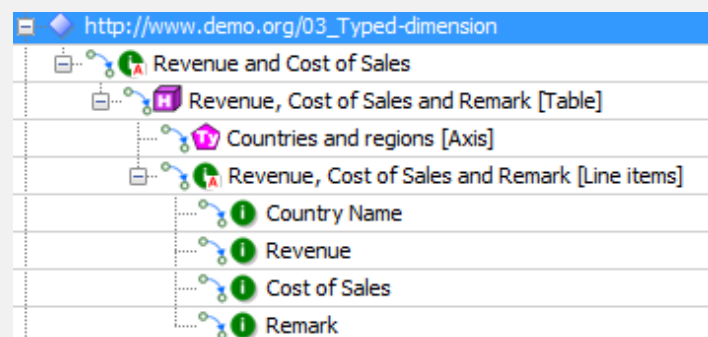 http://www.demo.org/03_Typed-dimension
A Revenue and Cost of Sales
H Revenue, Cost of Sales and Remark [Table]
Ty Countries and regions [Axis]
A Revenue, Cost of Sales and Remark [Line items]
i Country Name
i Revenue
i Cost of Sales
i Remark